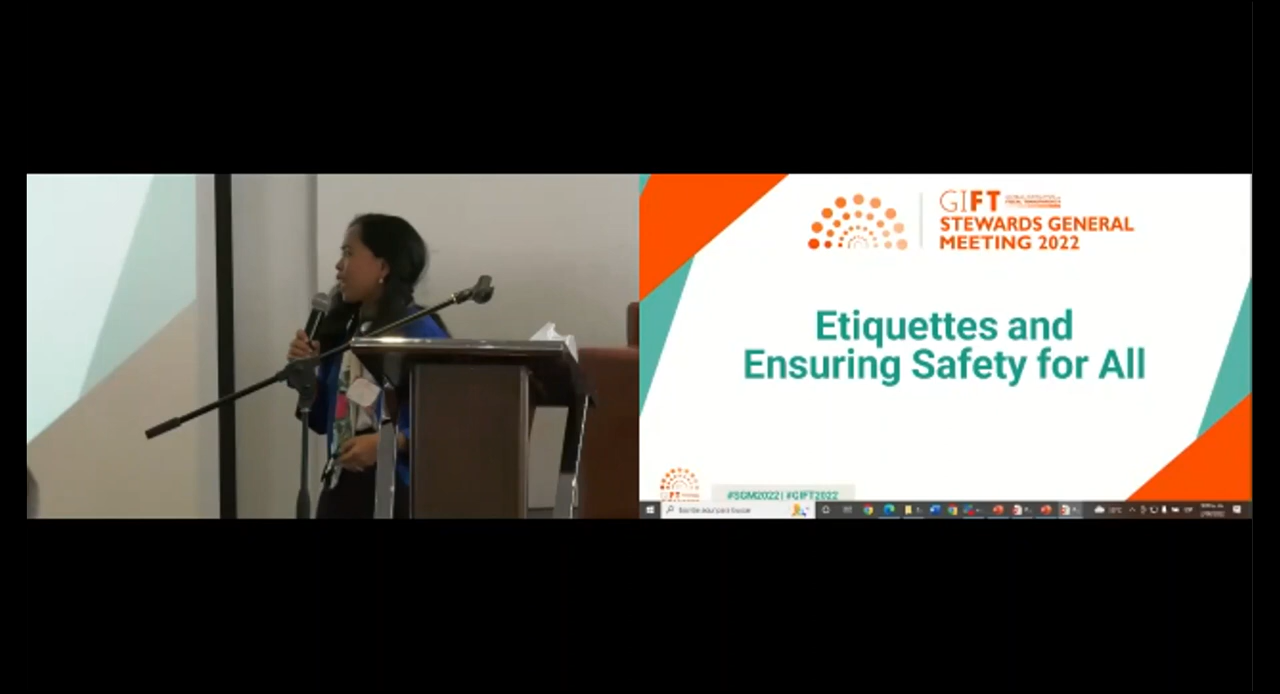 GIFT
STEWARDS GENERAL
MEETING 2022
Etiquettes and
Ensuring Safety for All
#SGM2022| #GIFT2022